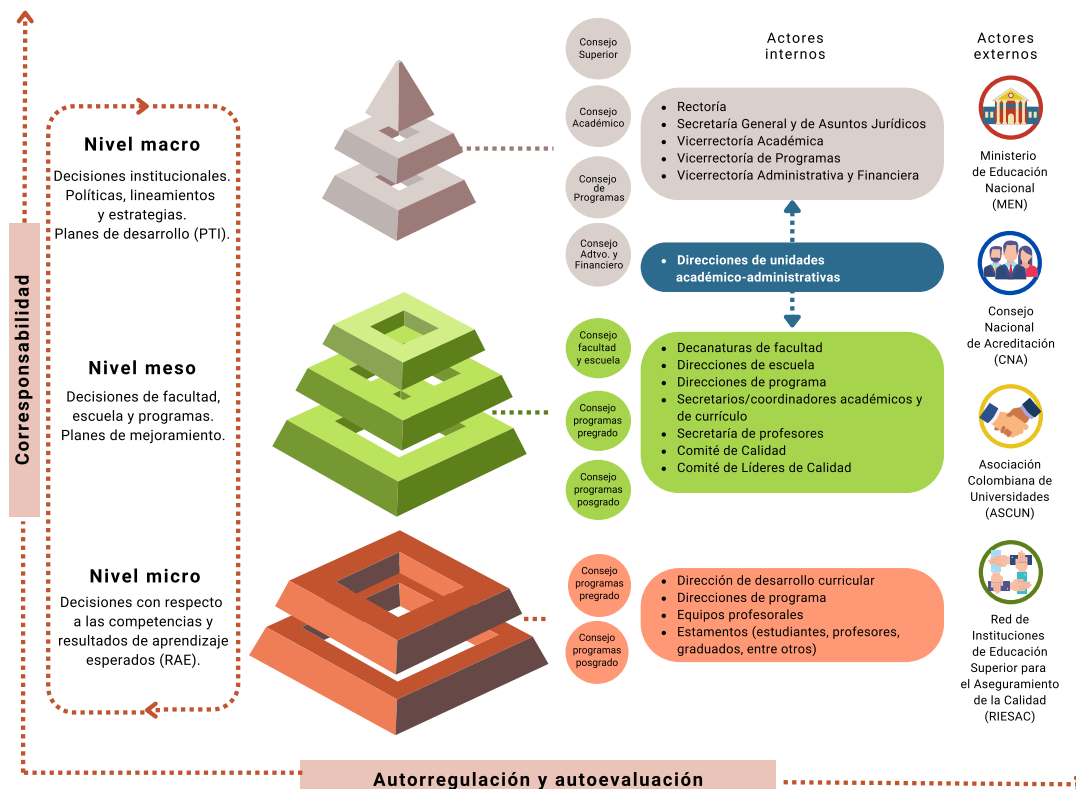 Corresponsabilidad
Nivel macro
Decisiones institucionales.
Políticas, lineamientos
y estrategias.
Planes de desarrollo (PTI).
Nivel meso
Decisiones de facultad,
escuela y programas.
Planes de mejoramiento.
Nivel micro
Decisiones con respecto
a las competencias y
resultados de aprendizaje
esperados (RAE).
Consejo
Superior
Consejo
Académico
Consejo
de
Programas
Consejo
Adtvo. y
Financiero
Consejo
facultad
y escuela
Consejo
programas
pregrado
Consejo
programas
posgrado
Consejo
programas
pregrado
Consejo
programas
posgrado
Actores
internos
• Rectoría
• Secretaría General y de Asuntos Jurídicos
• Vicerrectoría Académica
• Vicerrectoría de Programas
• Vicerrectoría Administrativa y Financiera
• Direcciones de unidades
académico-administrativas
• Decanaturas de facultad
• Direcciones de escuela
• Direcciones de programa
• Secretarios/coordinadores académicos y
de currículo
• Secretaría de profesores
• Comité de Calidad
• Comité de Líderes de Calidad
• Dirección de desarrollo curricular
• Direcciones de programa
• Equipos profesorales
• Estamentos (estudiantes, profesores,
graduados, entre otros)
Actores
externos
Ministerio
de Educación
Nacional
(MEN)
Consejo
Nacional
de Acreditación
(CNA)
Asociación
Colombiana de
Universidades
(ASCUN)
Red de
Instituciones
de Educación
Superior para
el Aseguramiento
de la Calidad
(RIESAC)
Autorregulación y autoevaluación